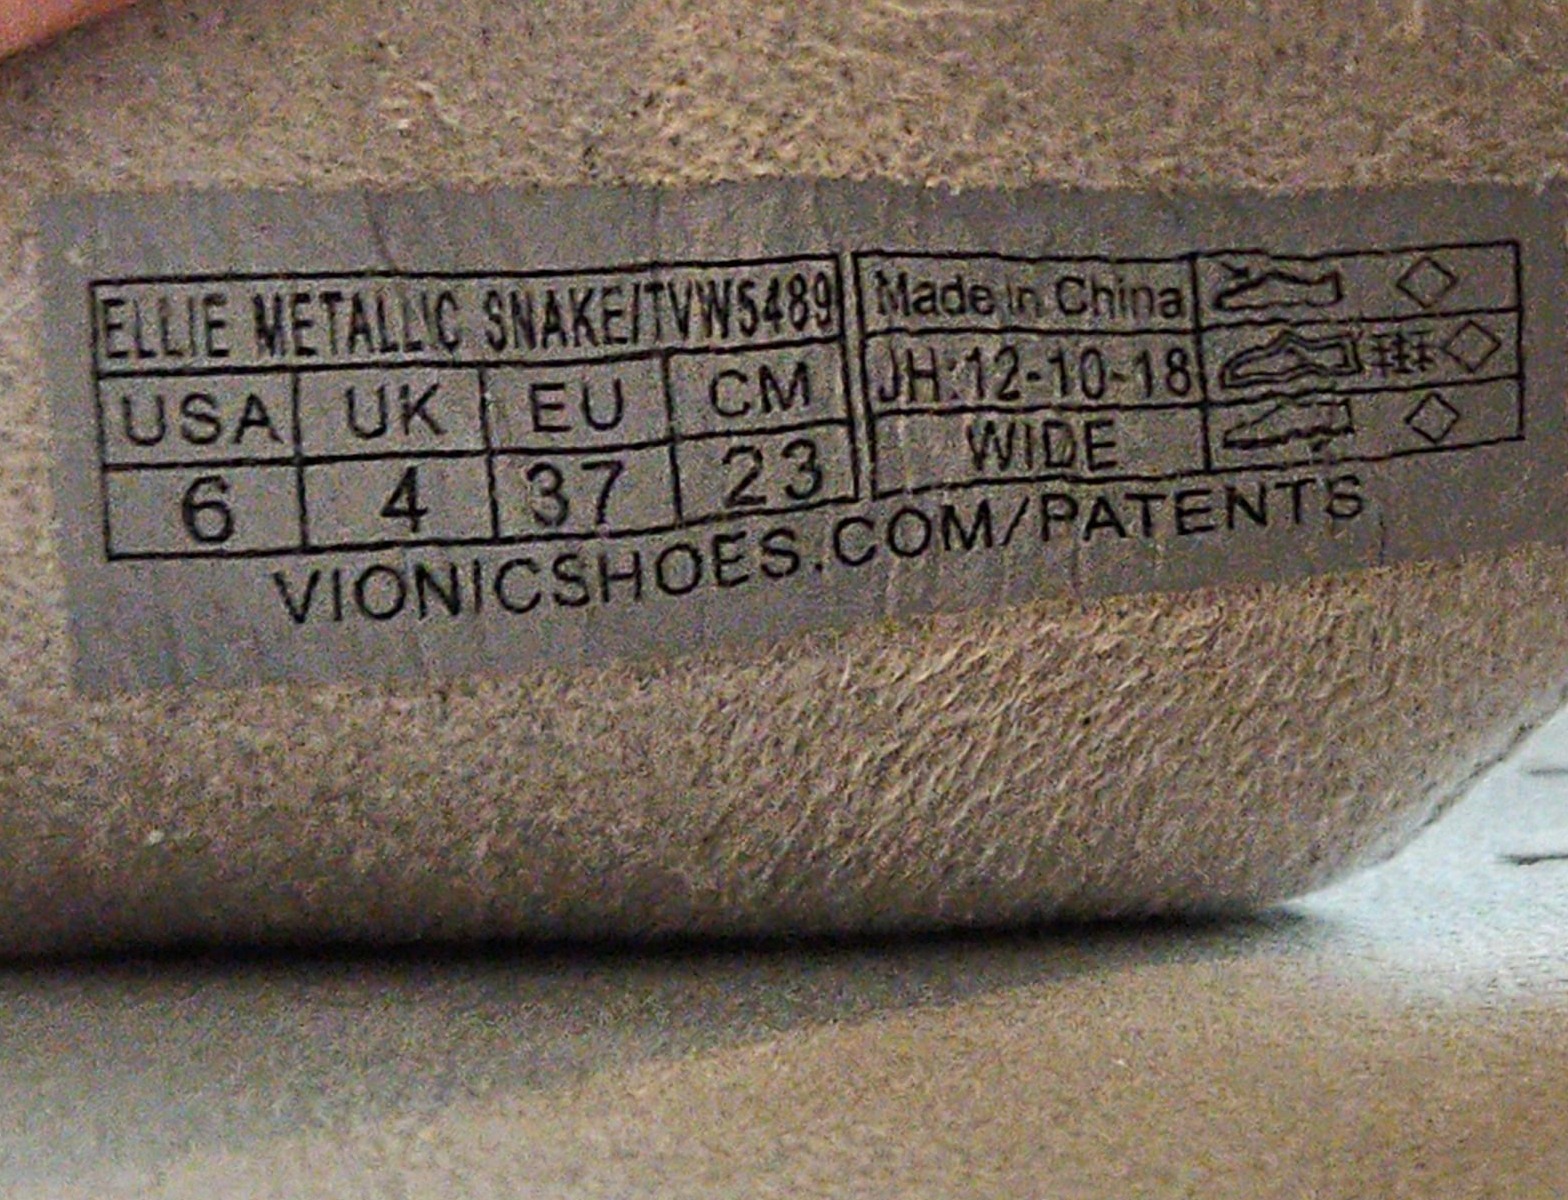 ELLIE METALLIC SNAKE/TVW5489
USA UK EU CM
6 4 37 23
Made in China
JH:12-10-18
WIDE
VIONICSHOES.COM/PATENTS